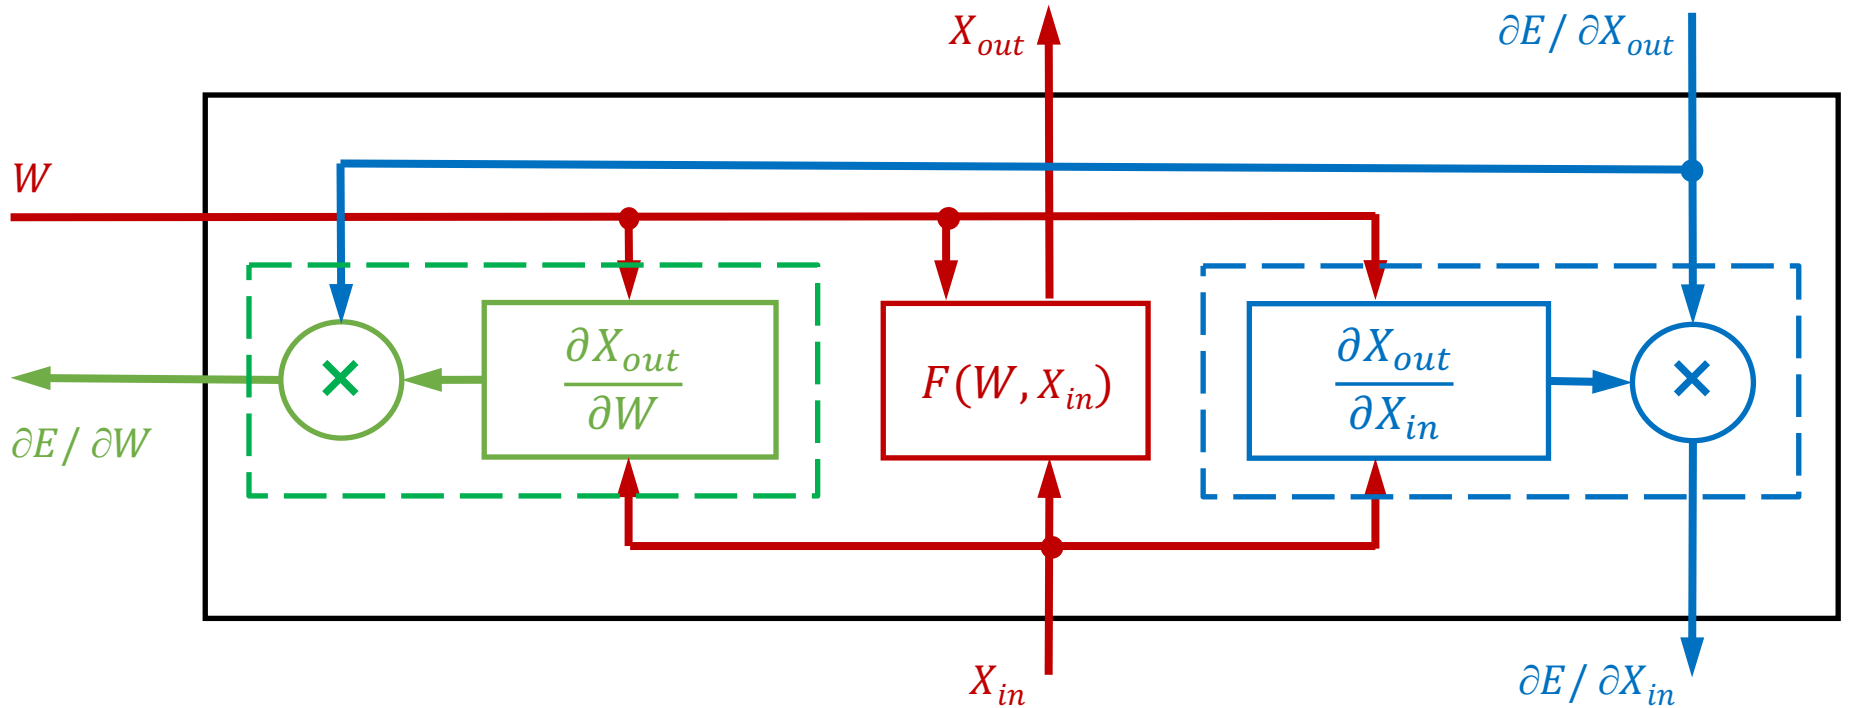 X_out
∂E / ∂X_out
W
×
∂X_out / ∂W
F(W, X_in)
∂X_out / ∂X_in
×
∂E / ∂W
X_in
∂E / ∂X_in